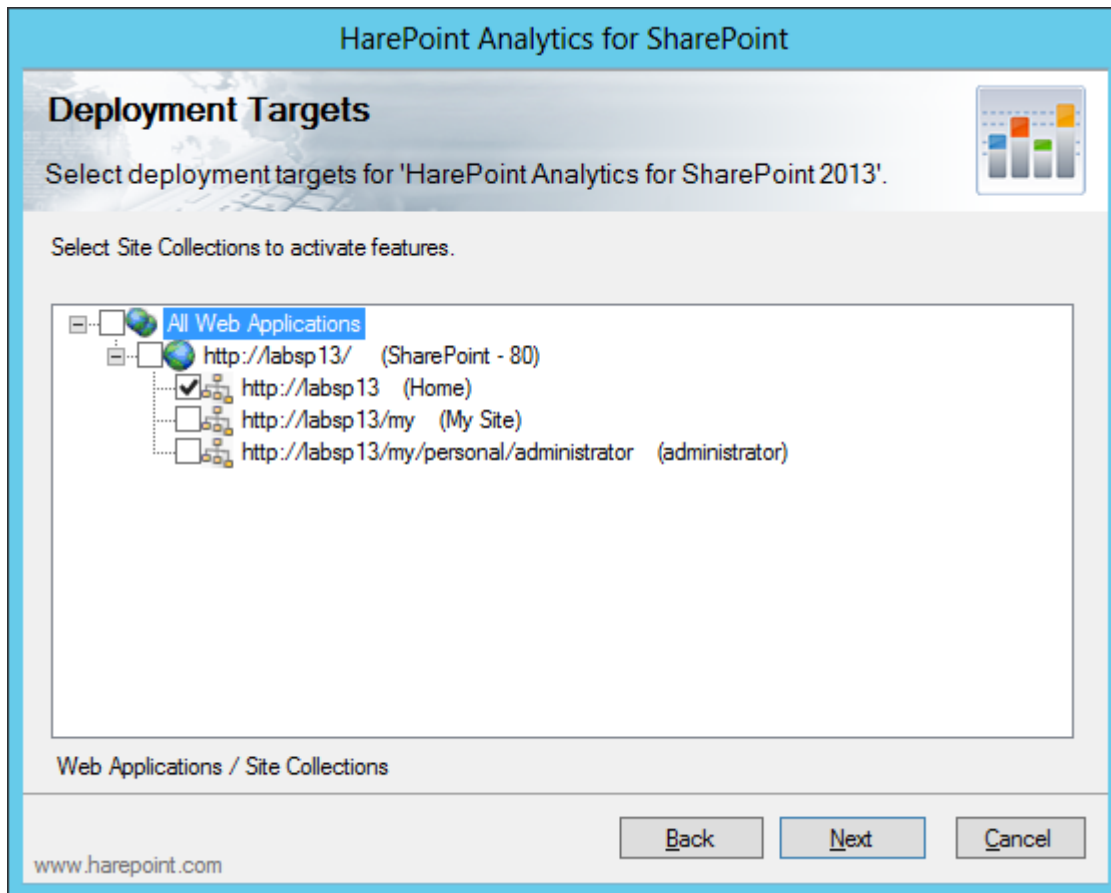 HarePoint Analytics for SharePoint
Deployment Targets
Select deployment targets for 'HarePoint Analytics for SharePoint 2013'.
Select Site Collections to activate features.
All Web Applications
http://labsp13/ (SharePoint - 80)
http://labsp13 (Home)
http://labsp13/my (My Site)
http://labsp13/my/personal/administrator (administrator)
Web Applications / Site Collections
Back Next Cancel
www.harepoint.com